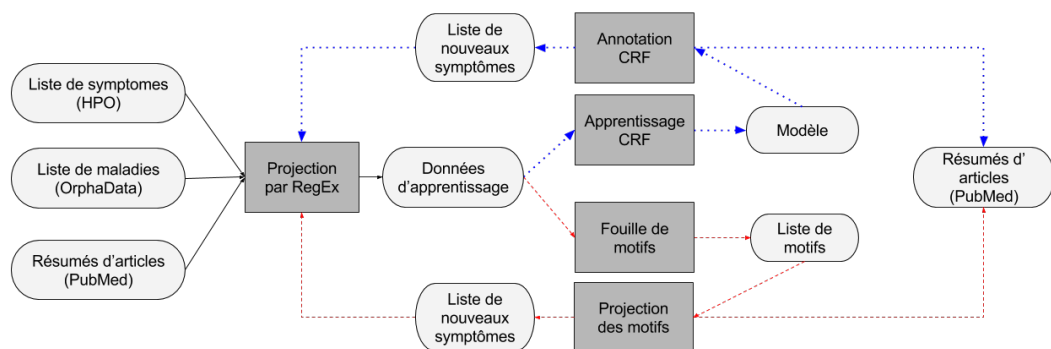 Liste de
nouveaux
symptômes
Annotation
CRF
Liste de symptomes
(HPO)
Apprentissage
CRF
Modèle
Liste de maladies
(OrphaData)
Projection
par RegEx
Données
d'apprentissage
Résumés d'
articles
(PubMed)
Résumés d'articles
(PubMed)
Fouille de
motifs
Liste de
motifs
Liste de
nouveaux
symptômes
Projection
des motifs